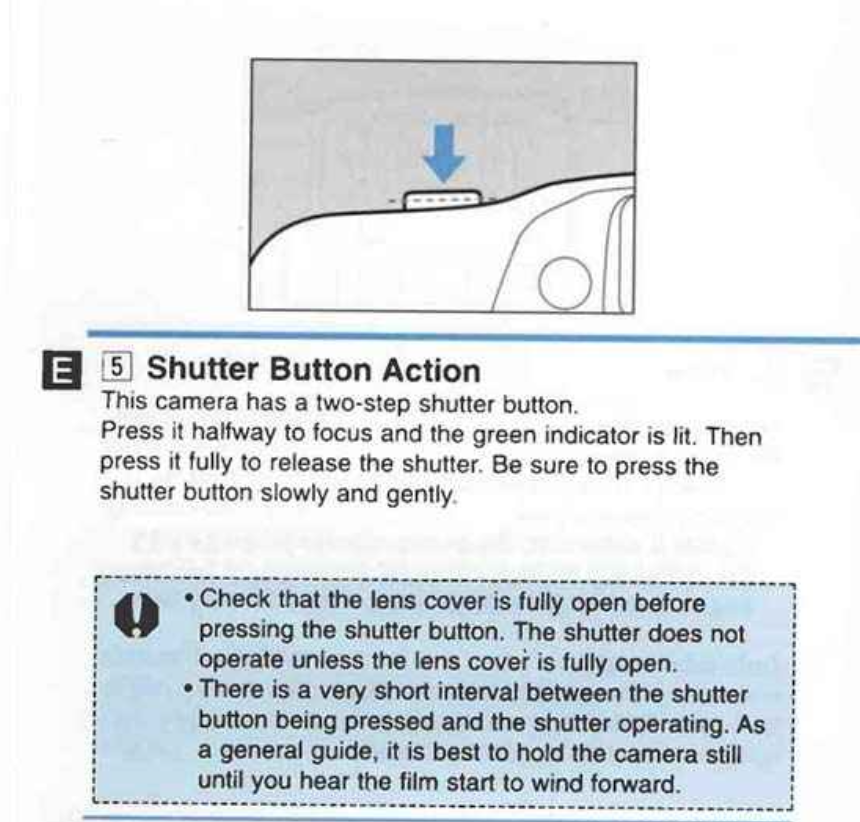 E 5 Shutter Button Action
This camera has a two-step shutter button.
Press it halfway to focus and the green indicator is lit. Then
press it fully to release the shutter. Be sure to press the
shutter button slowly and gently.
• Check that the lens cover is fully open before
pressing the shutter button. The shutter does not
operate unless the lens cover is fully open.
• There is a very short interval between the shutter
button being pressed and the shutter operating. As
a general guide, it is best to hold the camera still
until you hear the film start to wind forward.